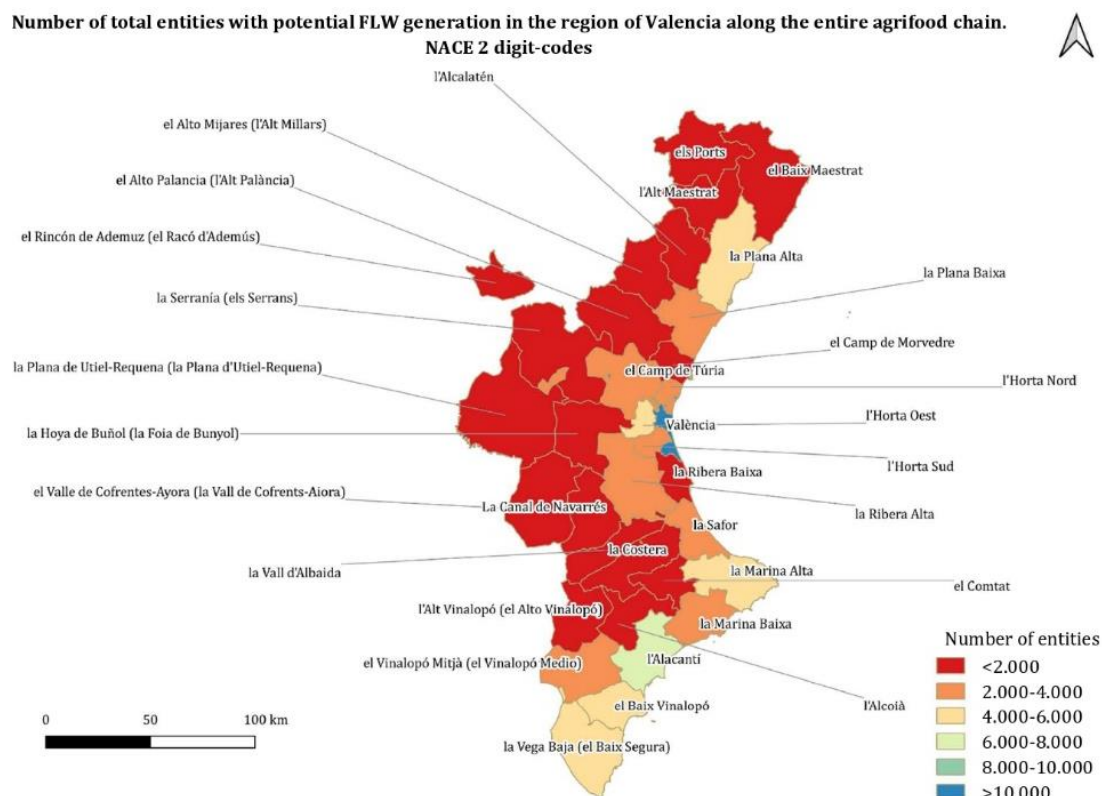 Number of total entities with potential FLW generation in the region of Valencia along the entire agrifood chain.
NACE 2 digit-codes
l'Alcalatén
el Alto Mijares (l'Alt Millars)
els Ports
el Baix Maestrat
el Alto Palancia (l'Alt Palància)
l'Alt Maestrat
el Rincón de Ademuz (el Racó d'Ademús)
la Plana Alta
la Plana Baixa
la Serranía (els Serrans)
el Camp de Morvedre
la Plana de Utiel-Requena (la Plana d'Utiel-Requena)
el Camp de Túria
l'Horta Nord
l'Horta Oest
València
la Hoya de Buñol (la Foia de Bunyol)
l'Horta Sud
la Ribera Baixa
el Valle de Cofrentes-Ayora (la Vall de Cofrents-Aiora)
La Canal de Navarrés
la Ribera Alta
la Safor
la Costera
la Vall d'Albaida
la Marina Alta
el Comtat
l'Alt Vinalopó (el Alto Vinalopó)
la Marina Baixa
el Vinalopó Mitjà (el Vinalopó Medio)
l'Alacantí
l'Alcoià
el Baix Vinalopó
la Vega Baja (el Baix Segura)
0 50 100 km
Number of entities
<2.000
2.000-4.000
4.000-6.000
6.000-8.000
8.000-10.000
>10.000